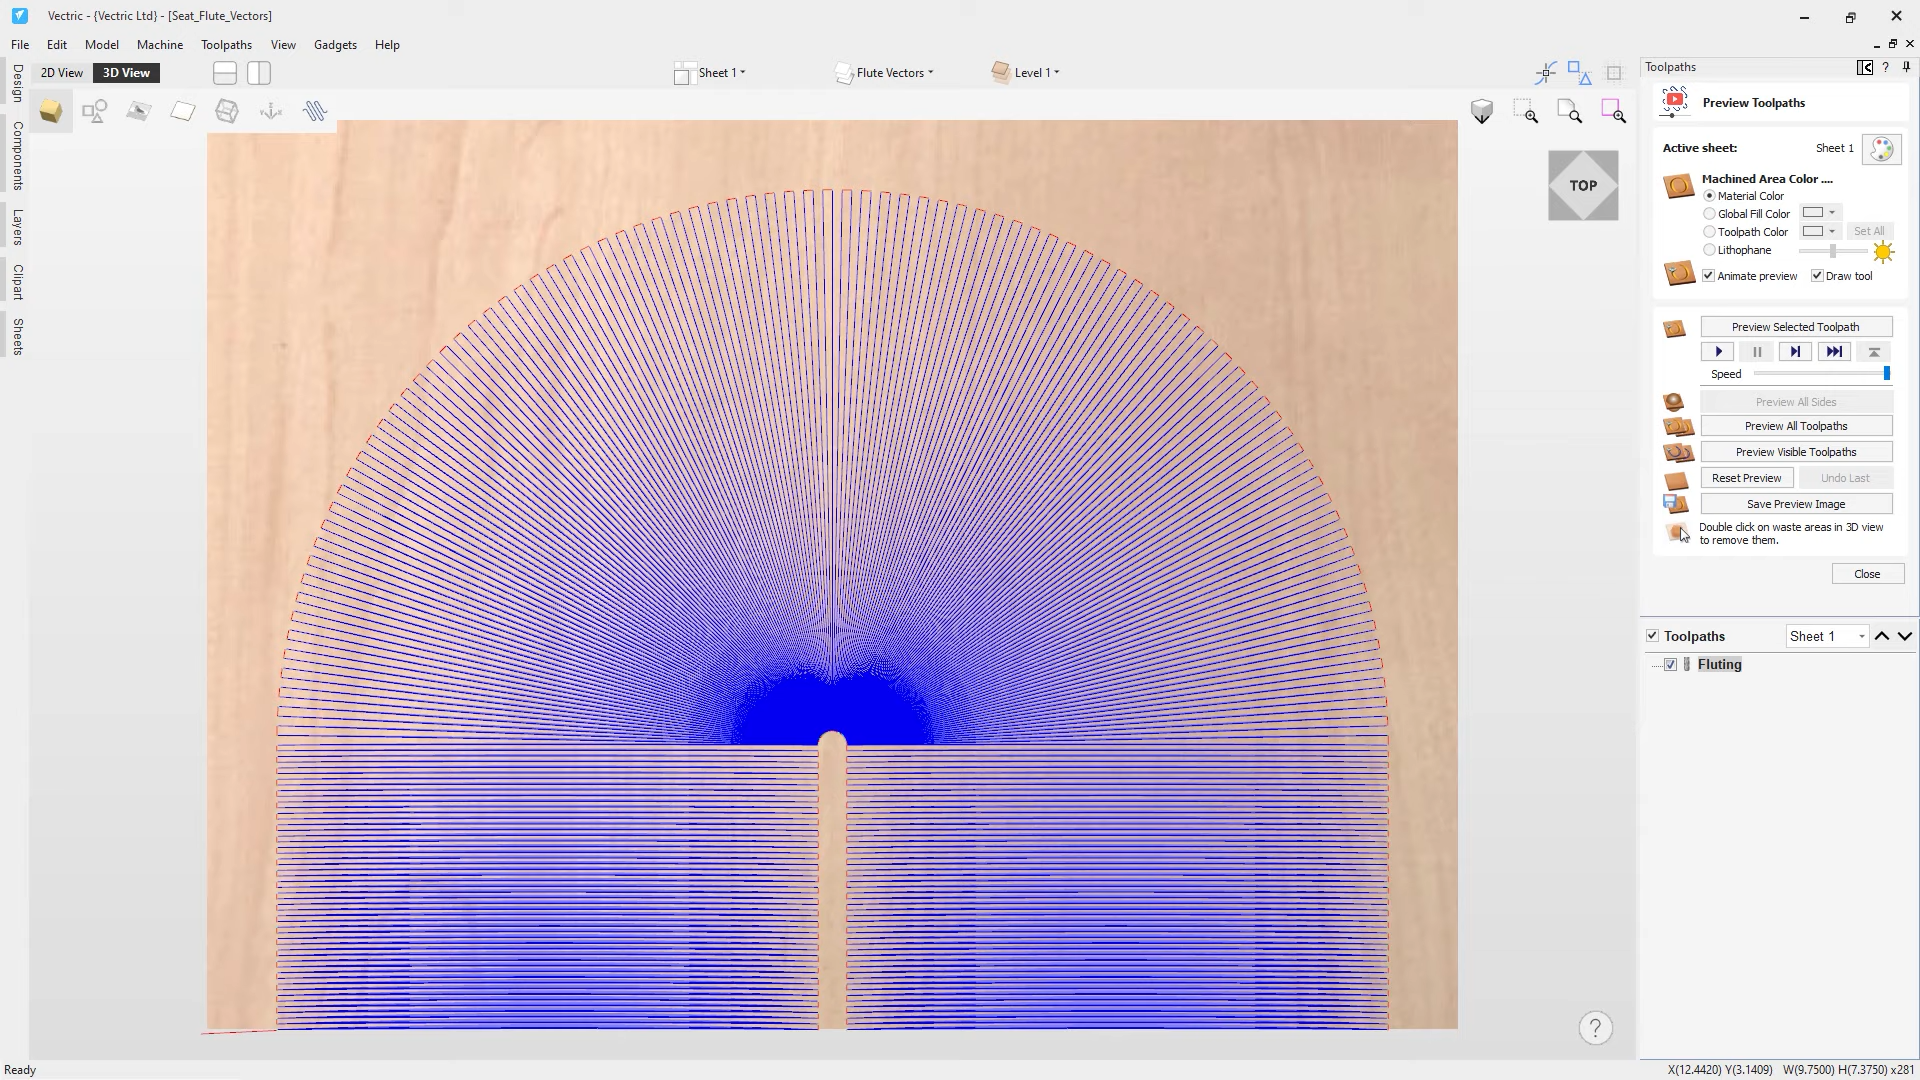 Vectric - {Vectric Ltd} - [Seat_Flute_Vectors]
File Edit Model Machine Toolpaths View Gadgets Help
2D View 3D View Sheet 1 Flute Vectors Level 1
Design
Components
Layers
Clipart
Sheets
TOP
Toolpaths ?
Preview Toolpaths
Active sheet: Sheet 1
Machined Area Color ....
Material Color
Global Fill Color
Toolpath Color Set All
Lithophane
Animate preview Draw tool
Preview Selected Toolpath
Speed
Preview All Sides
Preview All Toolpaths
Preview Visible Toolpaths
Reset Preview Undo Last
Save Preview Image
Double click on waste areas in 3D view
to remove them.
Close
Toolpaths Sheet 1
Fluting
?
Ready X(12.4420) Y(3.1409) W(9.7500) H(7.3750) x281